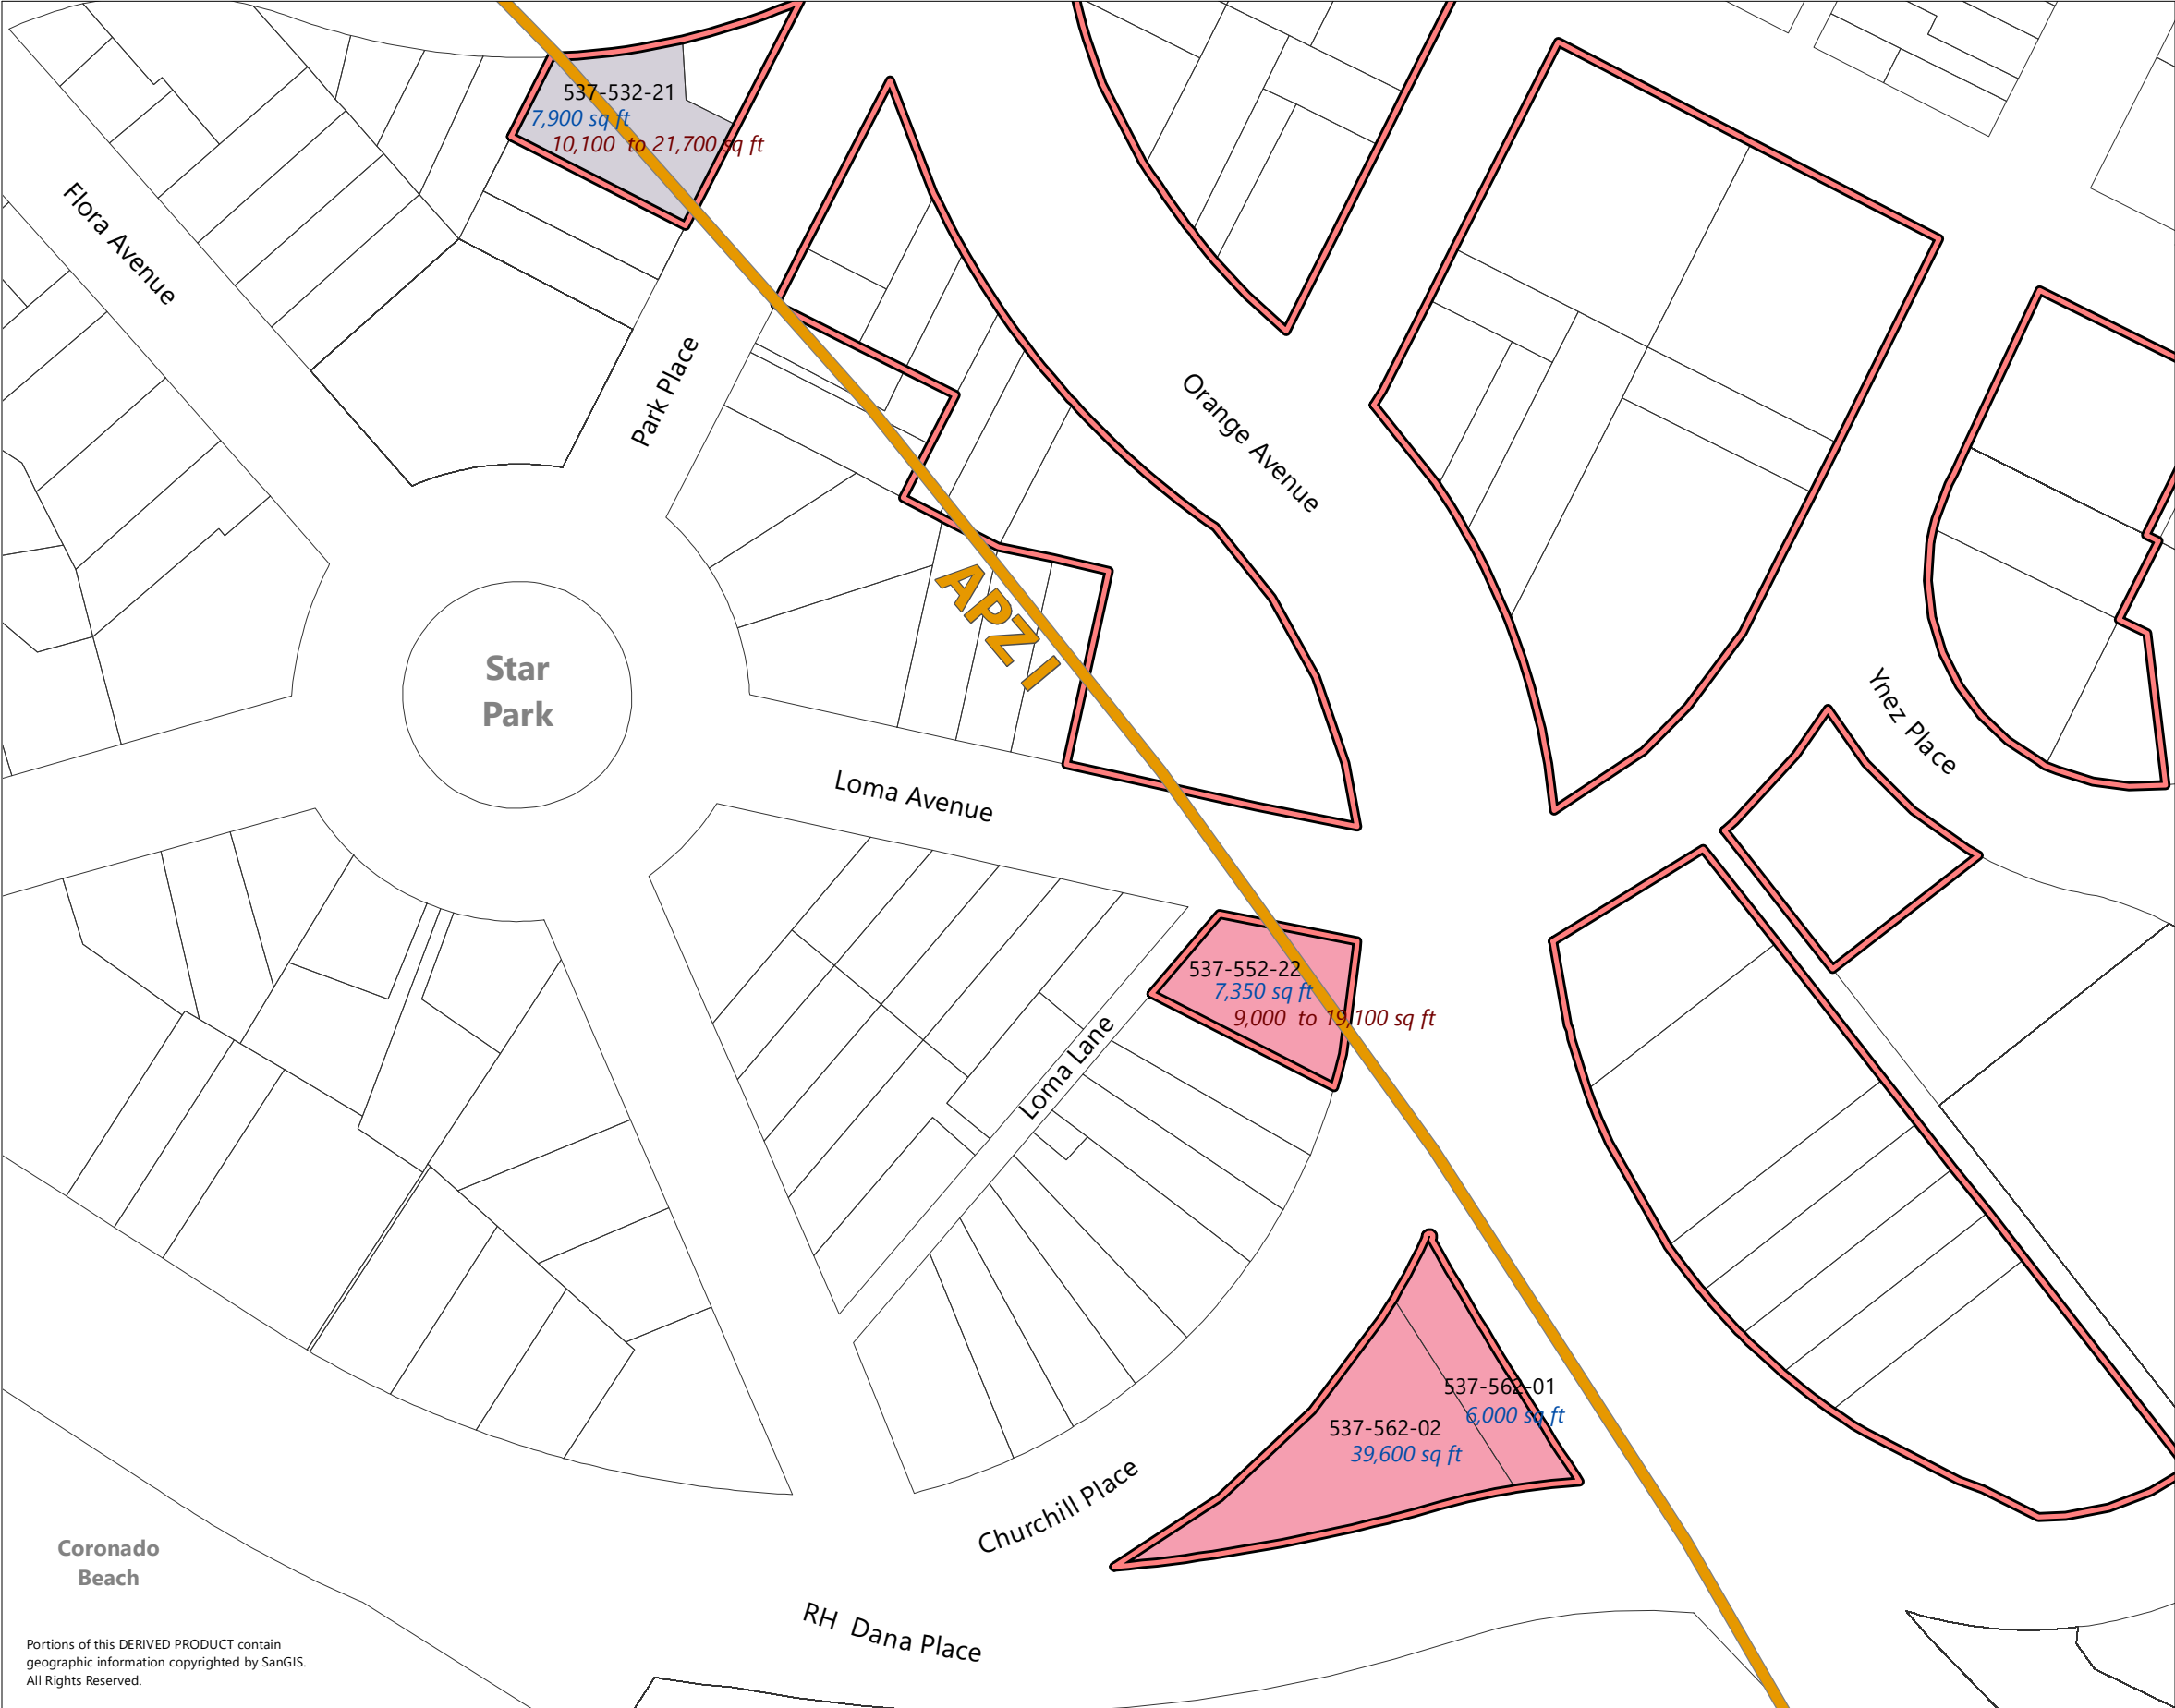 537-532-21
7,900 sq ft
10,100  to 21,700 sq ft
Flora Avenue
Park Place
Orange Avenue
APZ I
Star
Park
Ynez Place
Loma Avenue
537-552-22
7,350 sq ft
9,000  to 19,100 sq ft
Loma Lane
537-562-01
6,000 sq ft
537-562-02
39,600 sq ft
Churchill Place
Coronado
Beach
RH  Dana Place
Portions of this DERIVED PRODUCT contain
geographic information copyrighted by SanGIS.
All Rights Reserved.